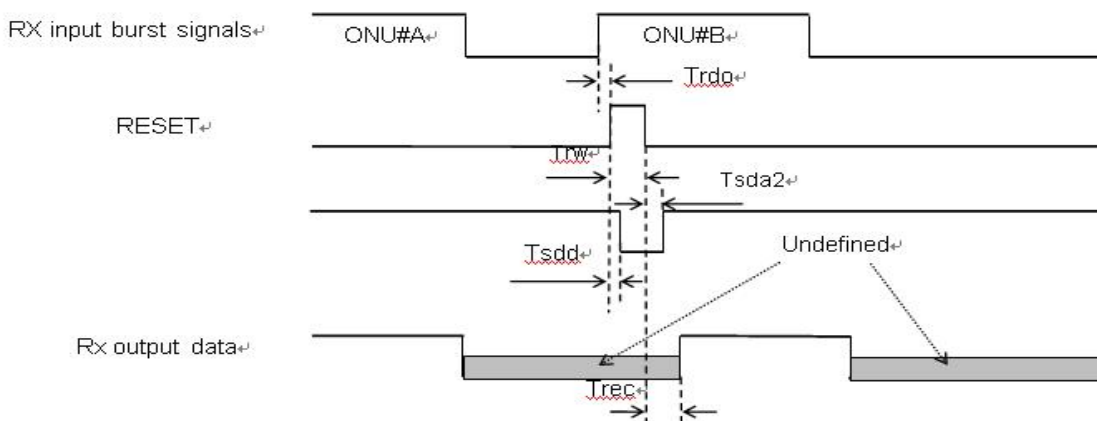 RX input burst signals↵
ONU#A↵
ONU#B↵
Trdo↵
RESET↵
Trw↵
Tsda2↵
Tsdd↵
Undefined↵
Rx output data↵
Trec↵